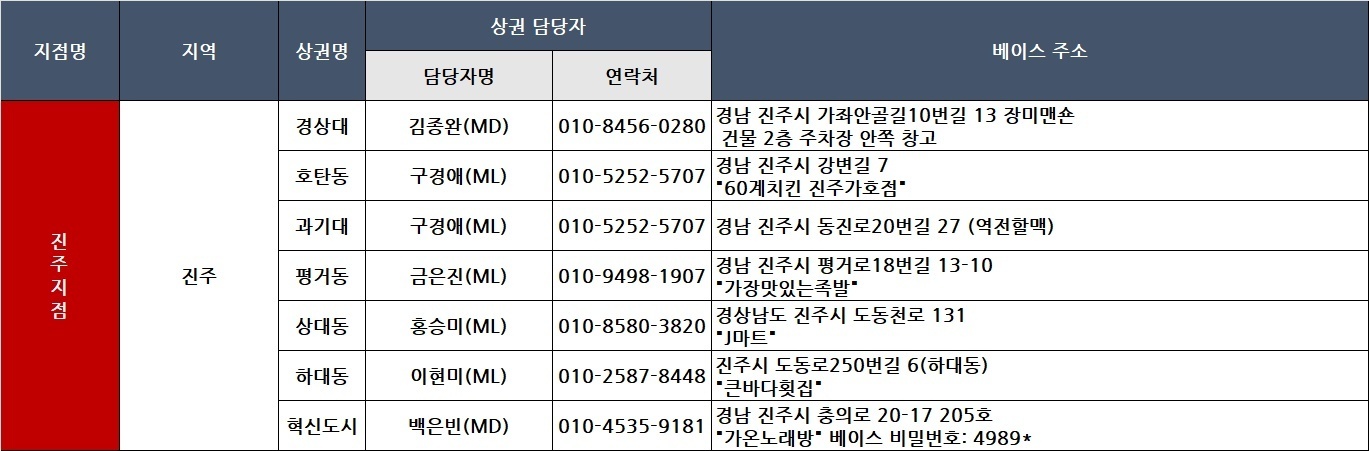 지점명 지역 상권명 상권 담당자 베이스 주소
담당자명 연락처
진주지점 진주
경상대 김종완(MD) 010-8456-0280 경남 진주시 가좌안골길10번길 13 장미맨숀
건물 2층 주차장 안쪽 창고
호탄동 구경애(ML) 010-5252-5707 경남 진주시 강변길 7
"60계치킨 진주가호점"
과기대 구경애(ML) 010-5252-5707 경남 진주시 동진로20번길 27 (역전할맥)
평거동 금은진(ML) 010-9498-1907 경남 진주시 평거로18번길 13-10
"가장맛있는족발"
상대동 홍승미(ML) 010-8580-3820 경상남도 진주시 도동천로 131
"J마트"
하대동 이현미(ML) 010-2587-8448 진주시 도동로250번길 6(하대동)
"큰바다횟집"
혁신도시 백은빈(MD) 010-4535-9181 경남 진주시 충의로 20-17 205호
"가온노래방" 베이스 비밀번호: 4989*